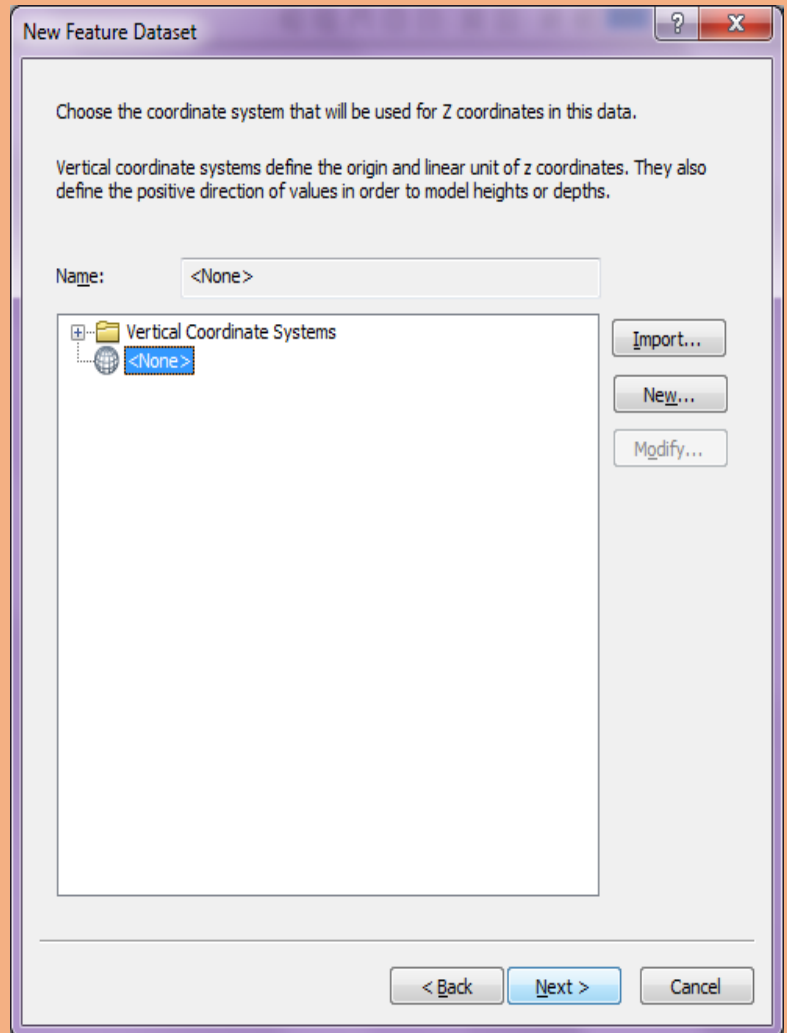 New Feature Dataset
Choose the coordinate system that will be used for Z coordinates in this data.
Vertical coordinate systems define the origin and linear unit of z coordinates. They also
define the positive direction of values in order to model heights or depths.
Name: <None>
Vertical Coordinate Systems
<None>
Import...
New...
Modify...
< Back Next > Cancel